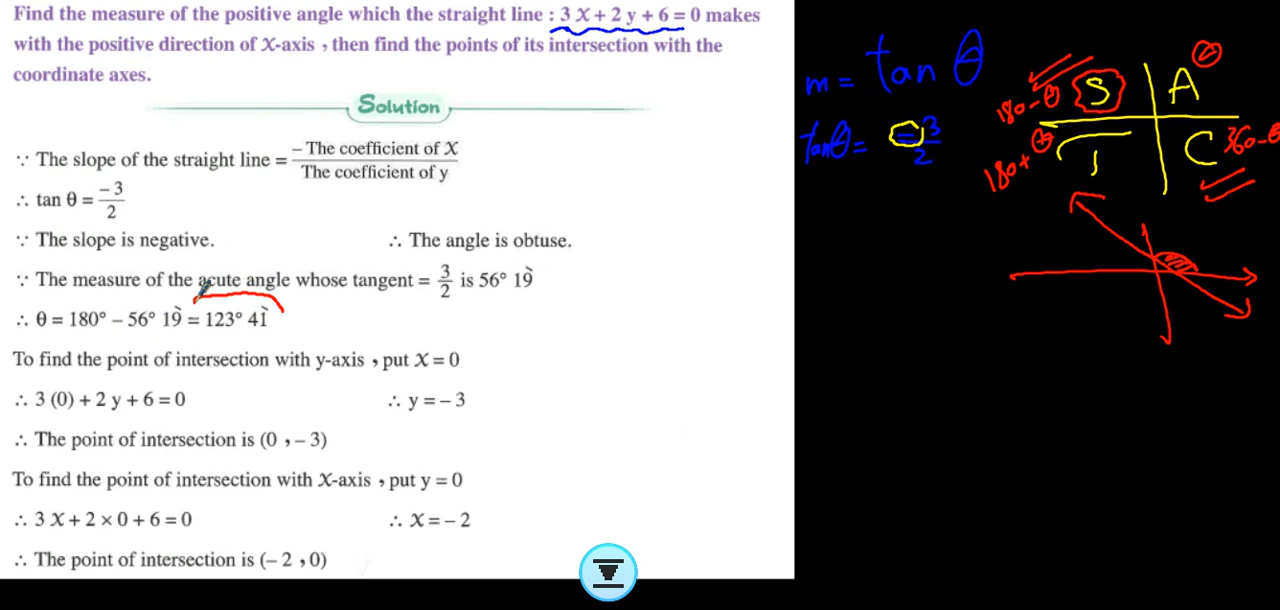 Find the measure of the positive angle which the straight line : 3 X + 2 y + 6 = 0 makes
with the positive direction of X-axis , then find the points of its intersection with the
coordinate axes.
Solution
∵ The slope of the straight line = − The coefficient of X / The coefficient of y
∴ tan θ = −3/2
∵ The slope is negative. ∴ The angle is obtuse.
∵ The measure of the acute angle whose tangent = 3/2 is 56° 19̀
∴ θ = 180° – 56° 19̀ = 123° 41̀
To find the point of intersection with y-axis , put X = 0
∴ 3 (0) + 2 y + 6 = 0 ∴ y = – 3
∴ The point of intersection is (0 , – 3)
To find the point of intersection with X-axis , put y = 0
∴ 3 X + 2 × 0 + 6 = 0 ∴ X = – 2
∴ The point of intersection is (– 2 , 0)
m = tan θ
tanθ = -3/2
180-θ S A θ
180+θ T C 360-θ